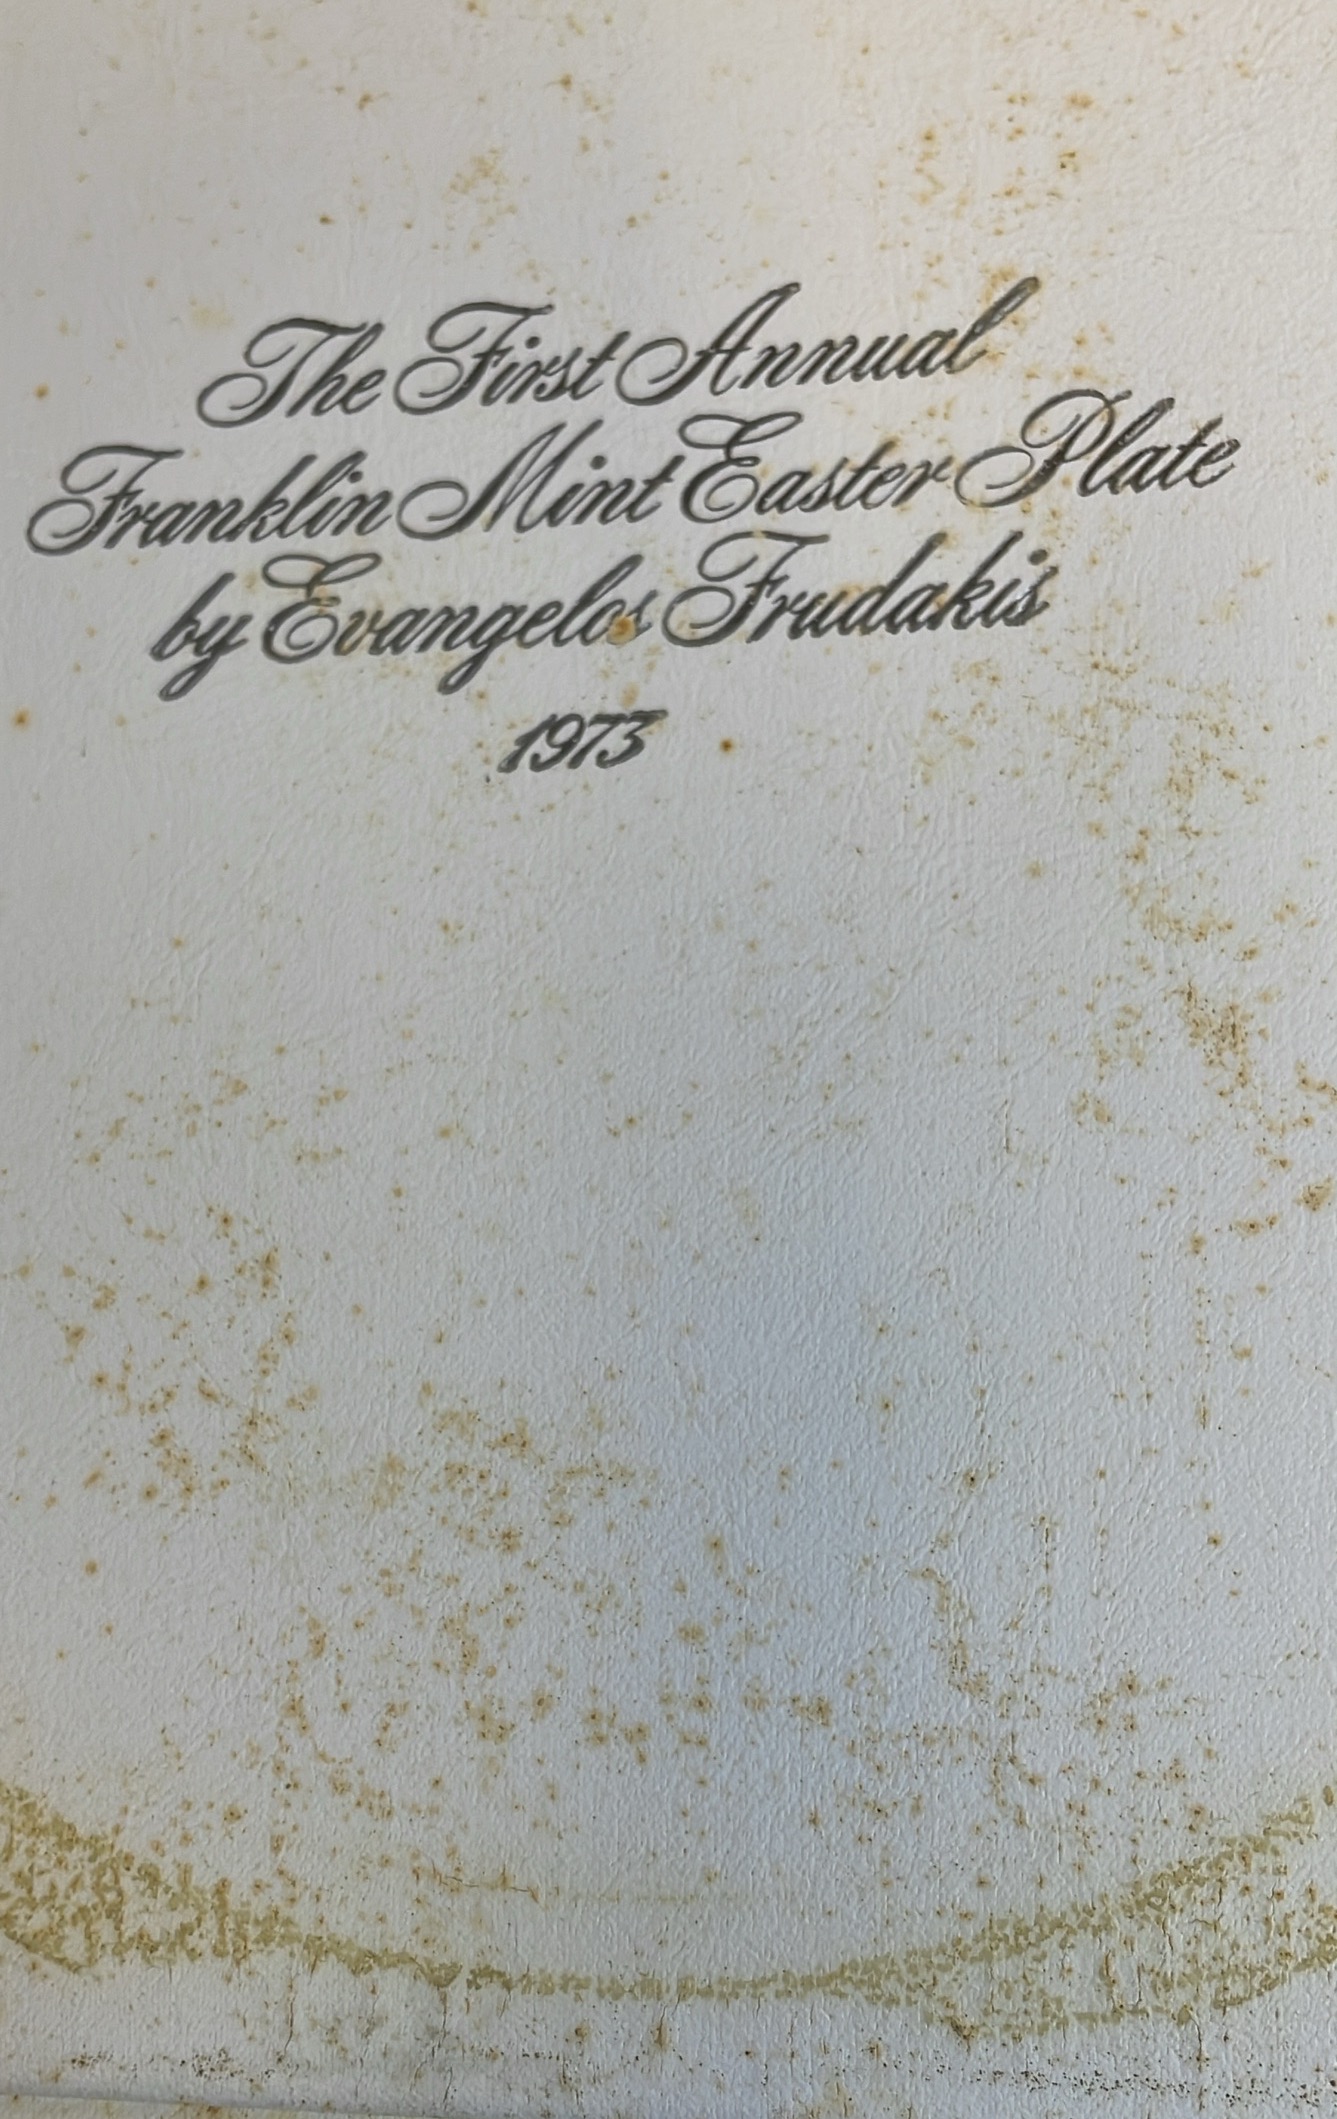 The First Annual
Franklin Mint Easter Plate
by Evangelos Frudakis
1973